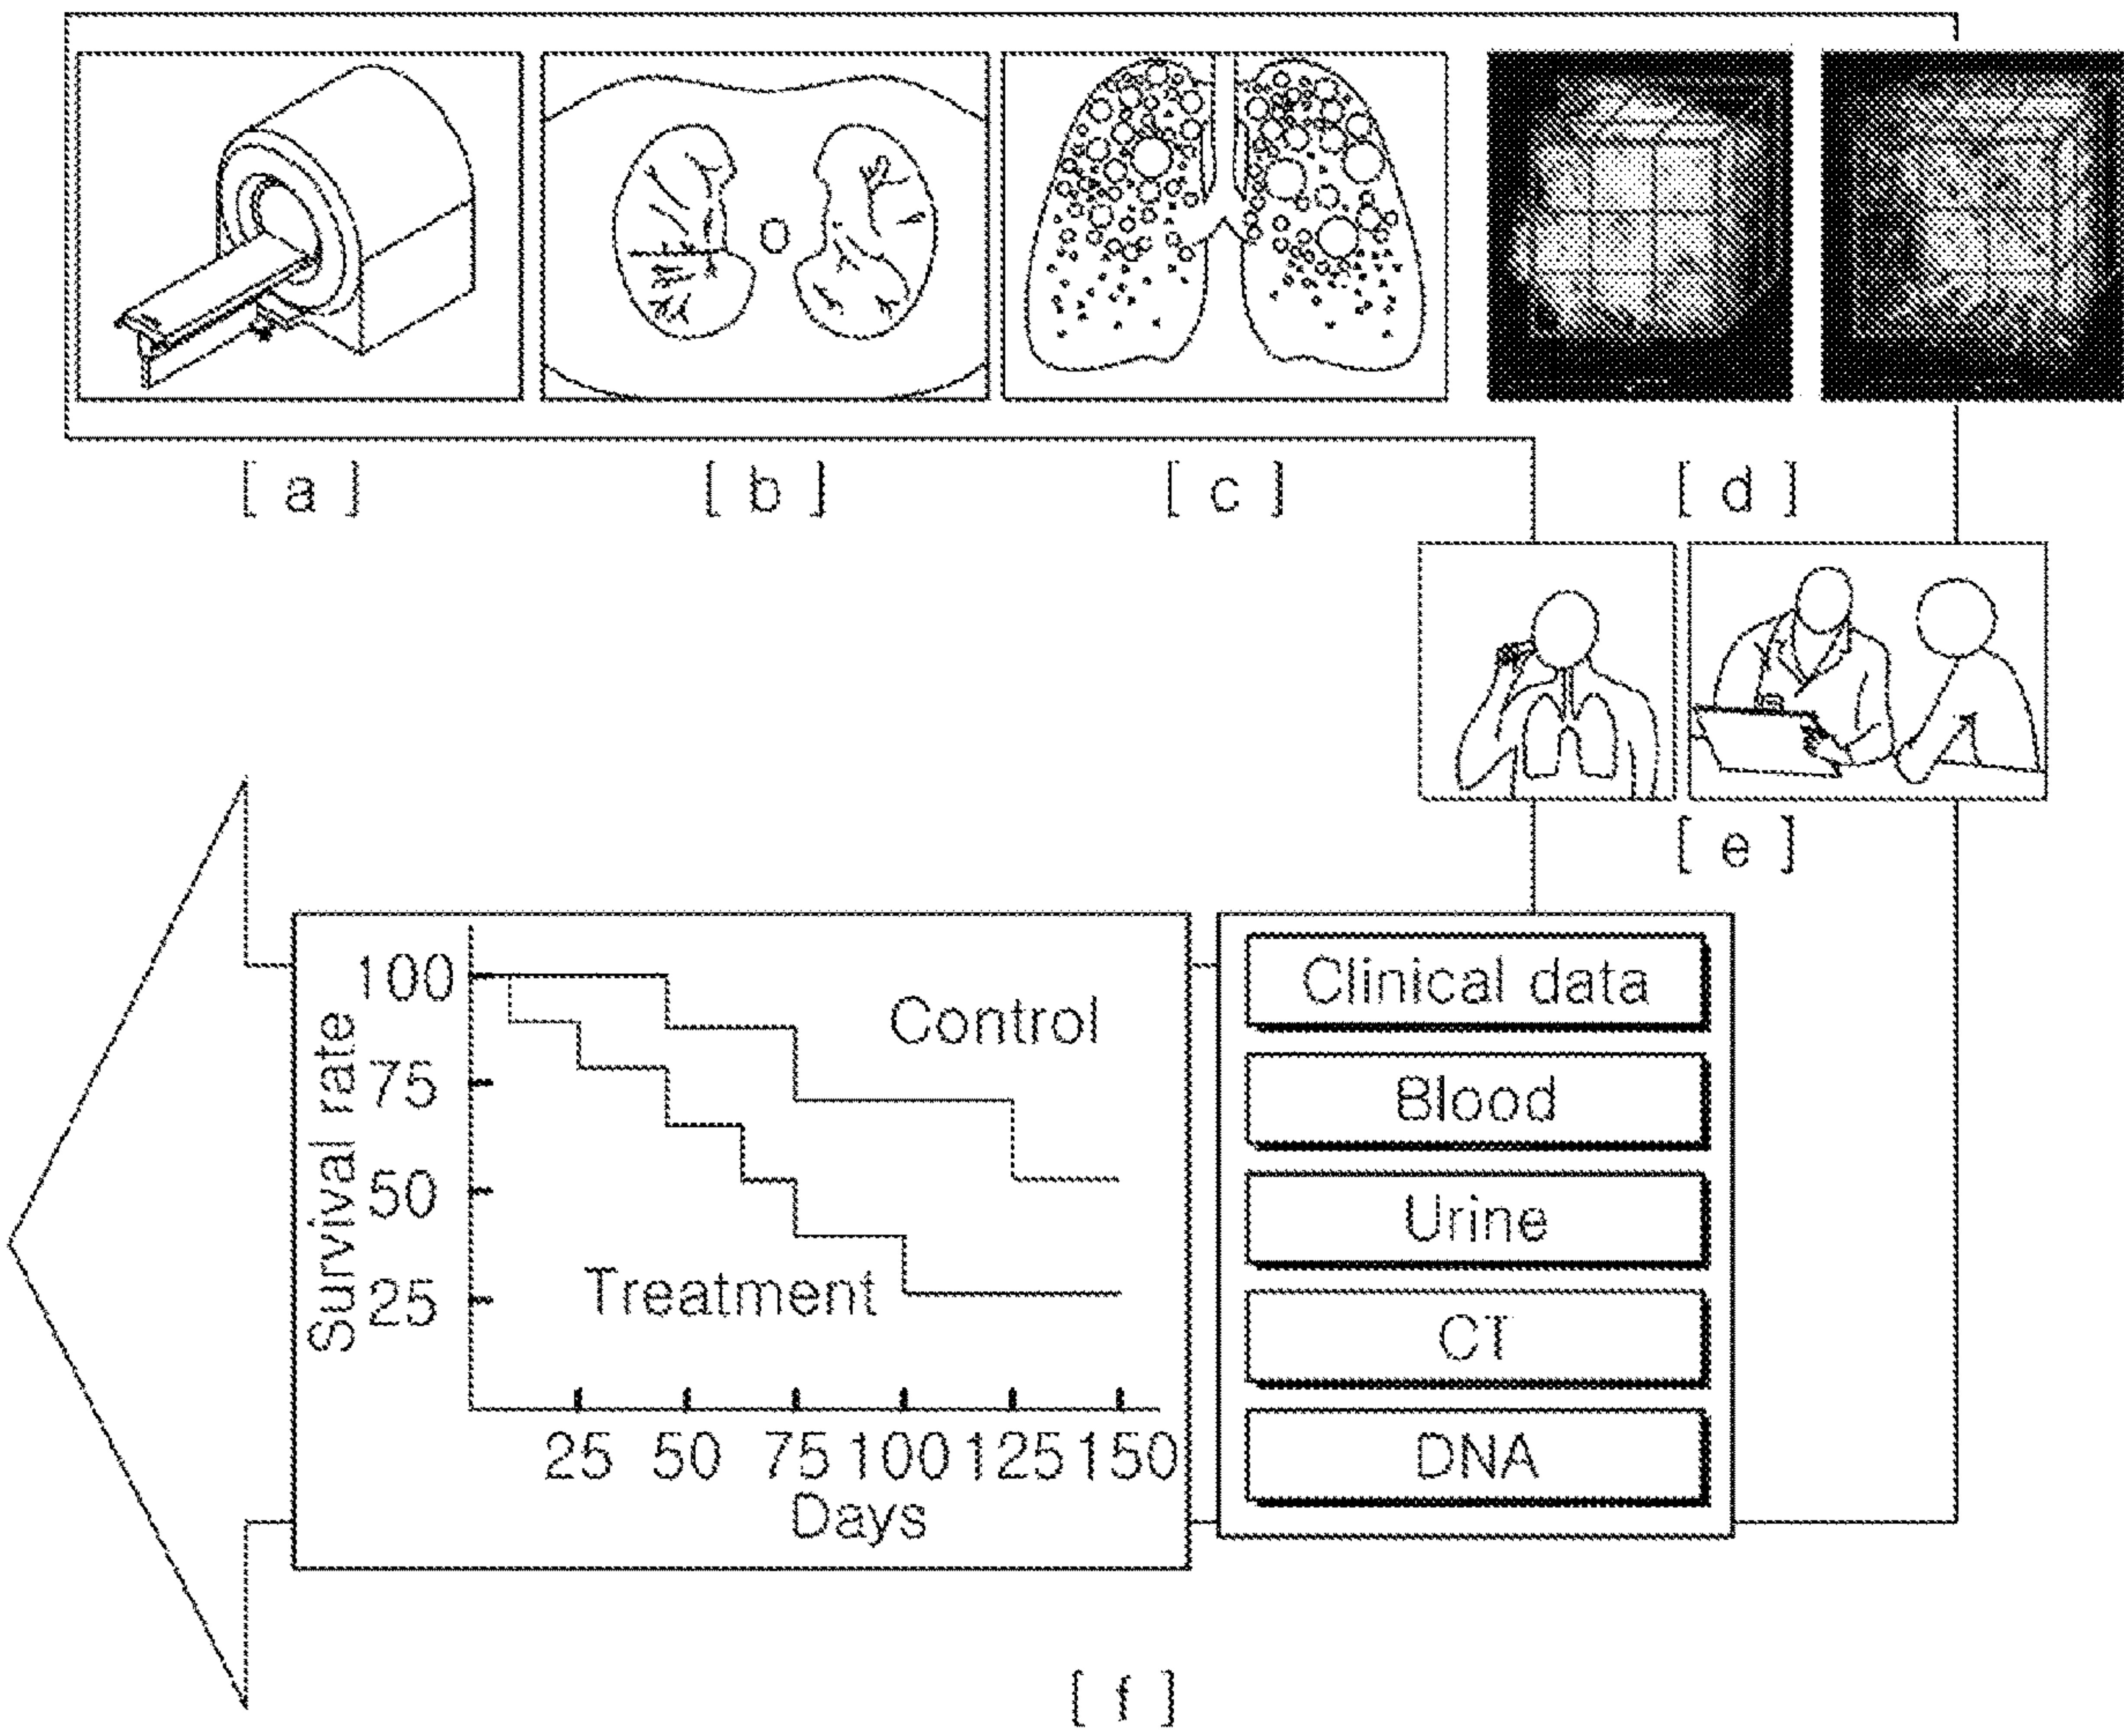 [ a ]
[ b ]
[ c ]
[ d ]
[ e ]
Survival rate
100
75
50
25
Control
Treatment
25 50 75 100 125 150
Days
Clinical data
Blood
Urine
CT
DNA
[ f ]